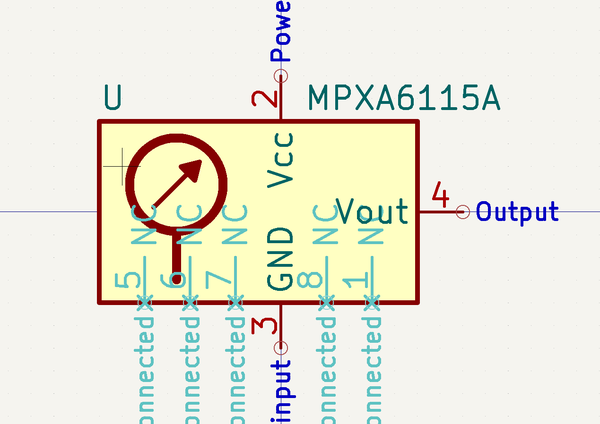 Powe
U
MPXA6115A
2
Vcc
Vout
4
Output
NC
NC
NC
NC
NC
5
6
7
GND
8
1
3
onnected
onnected
onnected
input
onnected
onnected